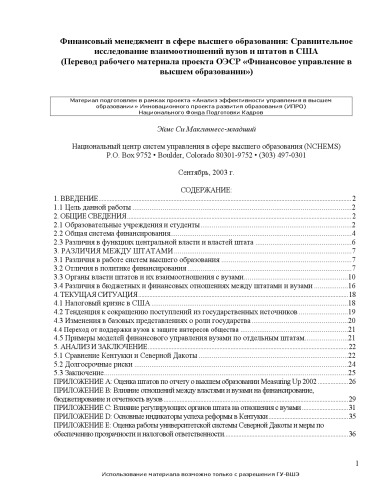 Финансовый менеджмент в сфере высшего образования: Сравнительное
исследование взаимоотношений вузов и штатов в США
(Перевод рабочего материала проекта ОЭСР «Финансовое управление в
высшем образовании»)
Материал подготовлен в рамках проекта «Анализ эффективности управления в высшем
образовании» Инновационного проекта развития образования (ИПРО)
Национального Фонда Подготовки Кадров
Эймс Си Макгиннесс-младший
Национальный центр систем управления в сфере высшего образования (NCHEMS)
P.O. Box 9752 • Boulder, Colorado 80301-9752 • (303) 497-0301
Сентябрь, 2003 г.
СОДЕРЖАНИЕ:
1. ВВЕДЕНИЕ 2
1.1 Цель данной работы 2
2. ОБЩИЕ СВЕДЕНИЯ 2
2.1 Образовательные учреждения и студенты 2
2.2 Общая система финансирования 4
2.3 Различия в функциях центральной власти и властей штата 6
3. РАЗЛИЧИЯ МЕЖДУ ШТАТАМИ 7
3.1 Различия в работе систем высшего образования 7
3.2 Отличия в политике финансирования 7
3.3 Органы власти штатов и их взаимоотношения с вузами 10
3.4 Различия в бюджетных и финансовых отношениях между штатами и вузами 16
4. ТЕКУЩАЯ СИТУАЦИЯ 18
4.1 Налоговый кризис в США 18
4.2 Тенденция к сокращению поступлений из государственных источников 19
4.3 Изменения в базовых представлениях о роли государства 20
4.4 Переход от поддержки вузов к защите интересов общества 21
4.5 Примеры моделей финансового управления вузами по отдельным штатам 21
5. АНАЛИЗ И ЗАКЛЮЧЕНИЕ 22
5.1 Сравнение Кентукки и Северной Дакоты 22
5.2 Долгосрочные риски 24
5.3 Заключение 25
ПРИЛОЖЕНИЕ А: Оценка штатов по отчету о высшем образовании Measuring Up 2002 26
ПРИЛОЖЕНИЕ B: Влияние отношений между властями и вузами на финансирование,
бюджетирование и отчетность вузов 29
ПРИЛОЖЕНИЕ C: Влияние регулирующих органов штата на отношения с вузами 31
ПРИЛОЖЕНИЕ D: Основные индикаторы успеха реформы в Кентукки 35
ПРИЛОЖЕНИЕ E: Оценка работы университетской системы Северной Дакоты и меры по
обеспечению прозрачности и налоговой ответственности 36
1
Использование материала возможно только с разрешения ГУ-ВШЭ